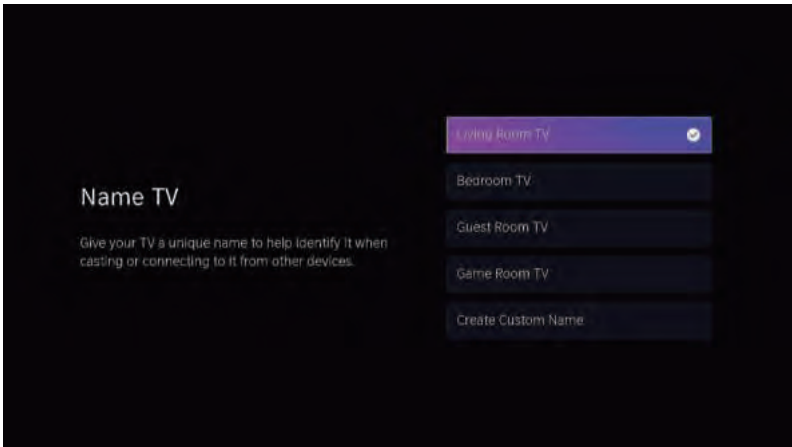 Name TV
Give your TV a unique name to help identify it when
casting or connecting to it from other devices.
Living Room TV
Bedroom TV
Guest Room TV
Game Room TV
Create Custom Name